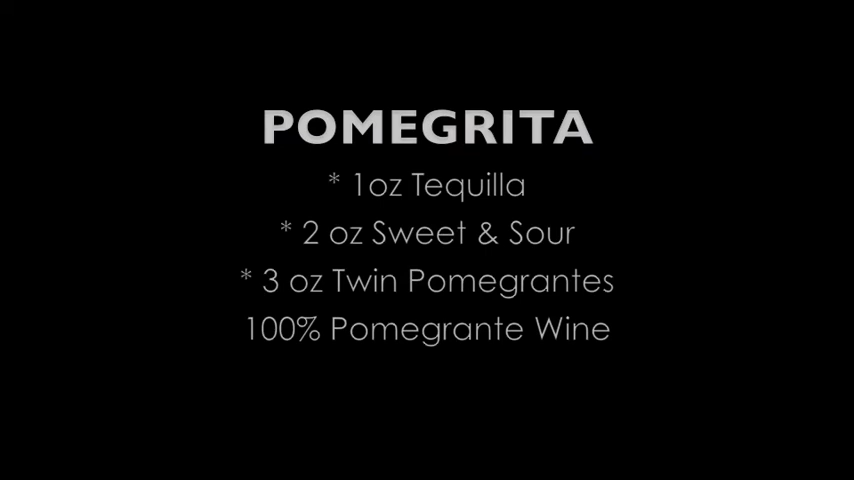 POMEGRITA
* 1oz Tequilla
* 2 oz Sweet & Sour
* 3 oz Twin Pomegrantes
100% Pomegrante Wine